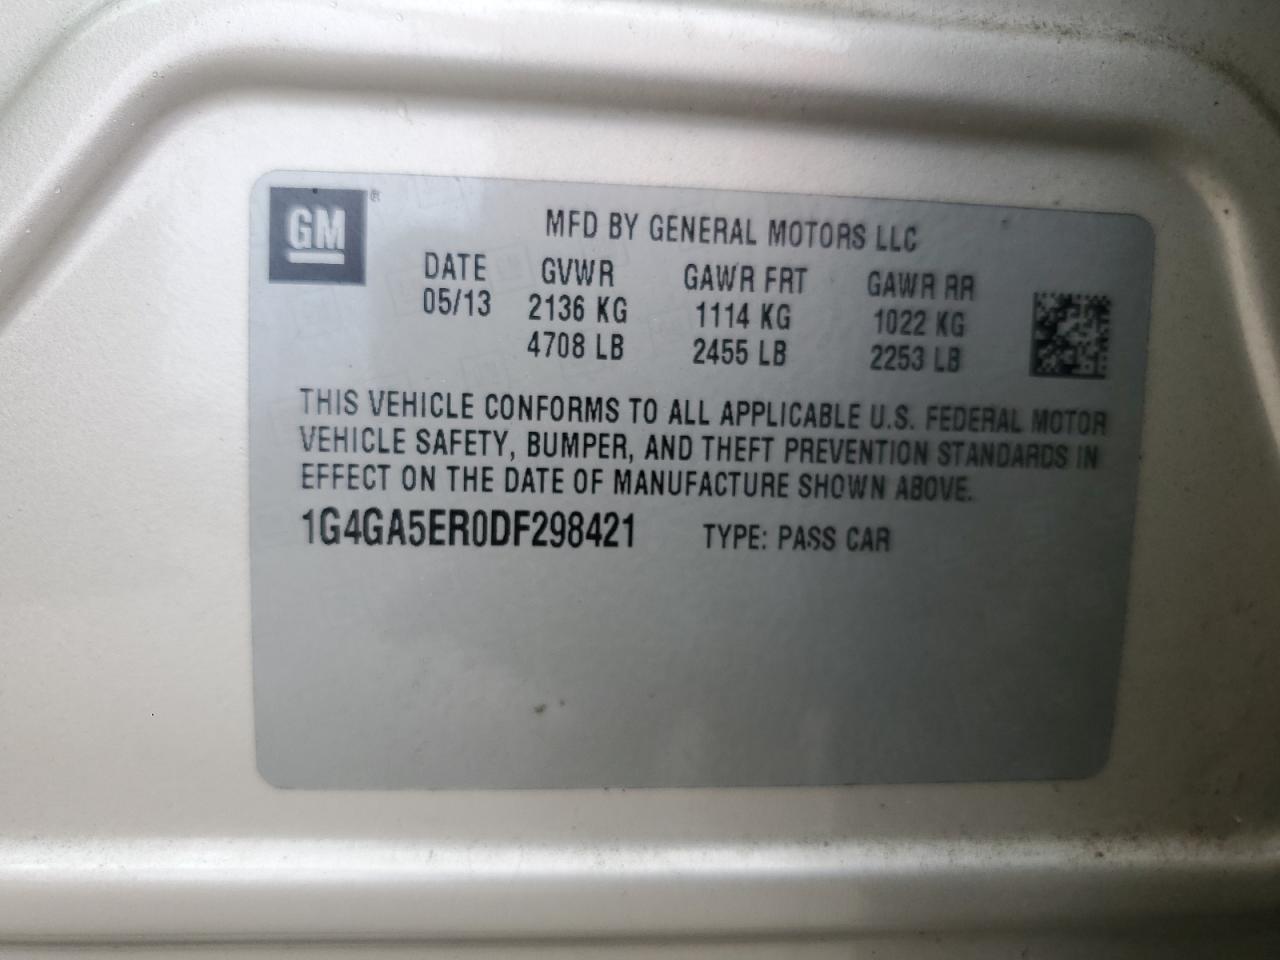 GM ®
MFD BY GENERAL MOTORS LLC
DATE GVWR GAWR FRT GAWR RR
05/13 2136 KG 1114 KG 1022 KG
4708 LB 2455 LB 2253 LB
THIS VEHICLE CONFORMS TO ALL APPLICABLE U.S. FEDERAL MOTOR
VEHICLE SAFETY, BUMPER, AND THEFT PREVENTION STANDARDS IN
EFFECT ON THE DATE OF MANUFACTURE SHOWN ABOVE.
1G4GA5ER0DF298421 TYPE: PASS CAR